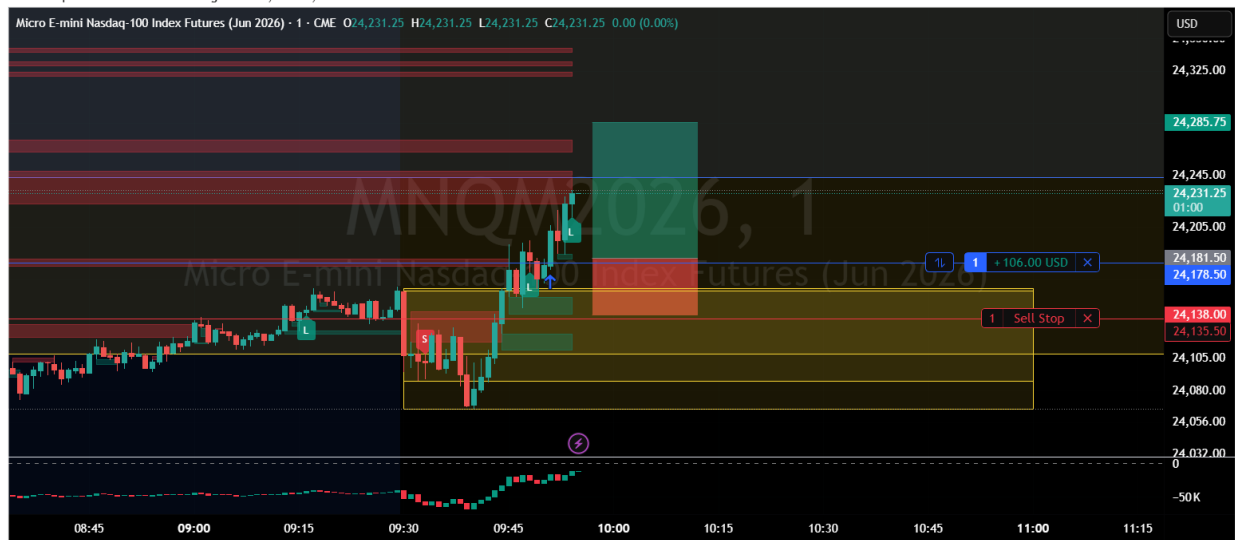 Micro E-mini Nasdaq-100 Index Futures (Jun 2026) · 1 · CME O24,231.25 H24,231.25 L24,231.25 C24,231.25 0.00 (0.00%)
USD
24,325.00
24,285.75
24,245.00
24,231.25
01:00
24,205.00
24,181.50
24,178.50
24,138.00
24,135.50
24,105.00
24,080.00
24,056.00
24,032.00
0
−50K
MNQM2026, 1
Micro E-mini Nasdaq-100 Index Futures (Jun 2026)
1 +106.00 USD ×
1 Sell Stop ×
L
L
L
S
08:45 09:00 09:15 09:30 09:45 10:00 10:15 10:30 10:45 11:00 11:15